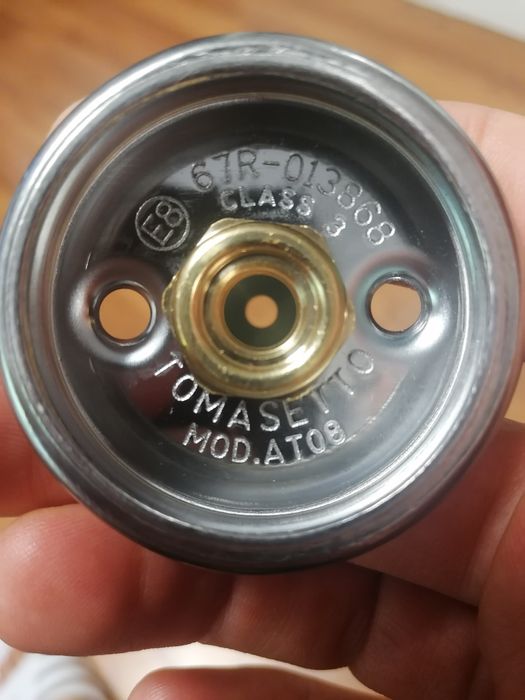 67R-013868
CLASS 3
E8
TOMASETTO
MOD.AT08